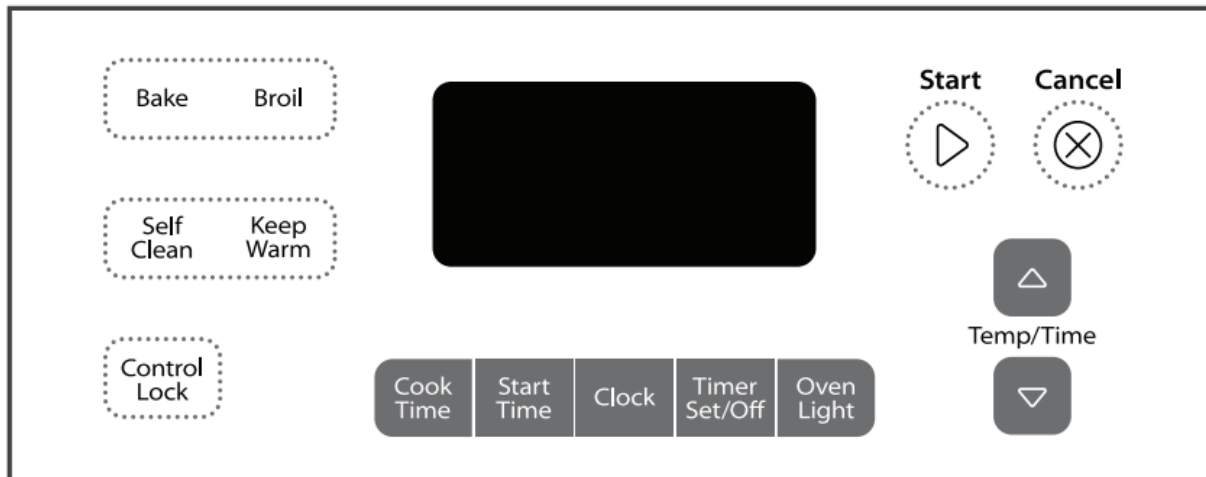 Bake Broil
Start Cancel
Self Clean
Keep Warm
Temp/Time
Control Lock
Cook Time
Start Time
Clock
Timer Set/Off
Oven Light